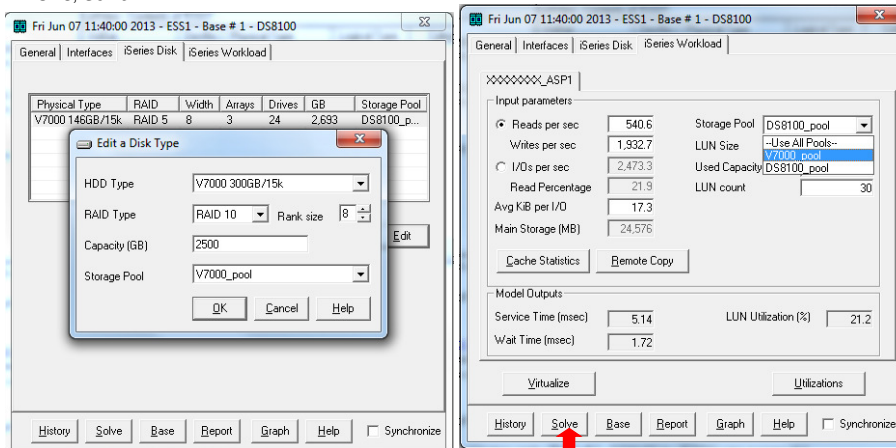 Fri Jun 07 11:40:00 2013 - ESS1 - Base # 1 - DS8100
General Interfaces iSeries Disk iSeries Workload
Physical Type RAID Width Arrays Drives GB Storage Pool
V7000 146GB/15k RAID 5 8 3 24 2,693 DS8100_p...
Edit a Disk Type
HDD Type V7000 300GB/15k
RAID Type RAID 10 Rank size 8
Capacity (GB) 2500
Storage Pool V7000_pool
OK Cancel Help
Edit
History Solve Base Report Graph Help Synchronize
Fri Jun 07 11:40:00 2013 - ESS1 - Base # 1 - DS8100
General Interfaces iSeries Disk iSeries Workload
XXXXXXXX_ASP1
Input parameters
Reads per sec 540.6 Storage Pool DS8100_pool
Writes per sec 1,932.7 LUN Size --Use All Pools--
V7000_pool
I/Os per sec 2,473.3 Used Capacity DS8100_pool
Read Percentage 21.9 LUN count 30
Avg KiB per I/O 17.3
Main Storage (MB) 24,576
Cache Statistics Remote Copy
Model Outputs
Service Time (msec) 5.14 LUN Utilization (%) 21.2
Wait Time (msec) 1.72
Virtualize Utilizations
History Solve Base Report Graph Help Synchronize